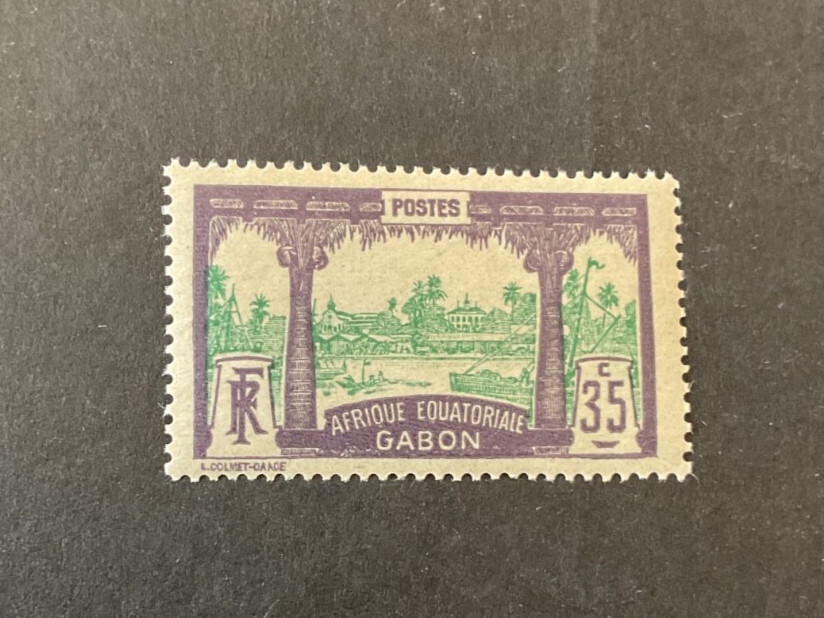 POSTES
RF
c
35
AFRIQUE EQUATORIALE
GABON
L.COLMET-DAAGE